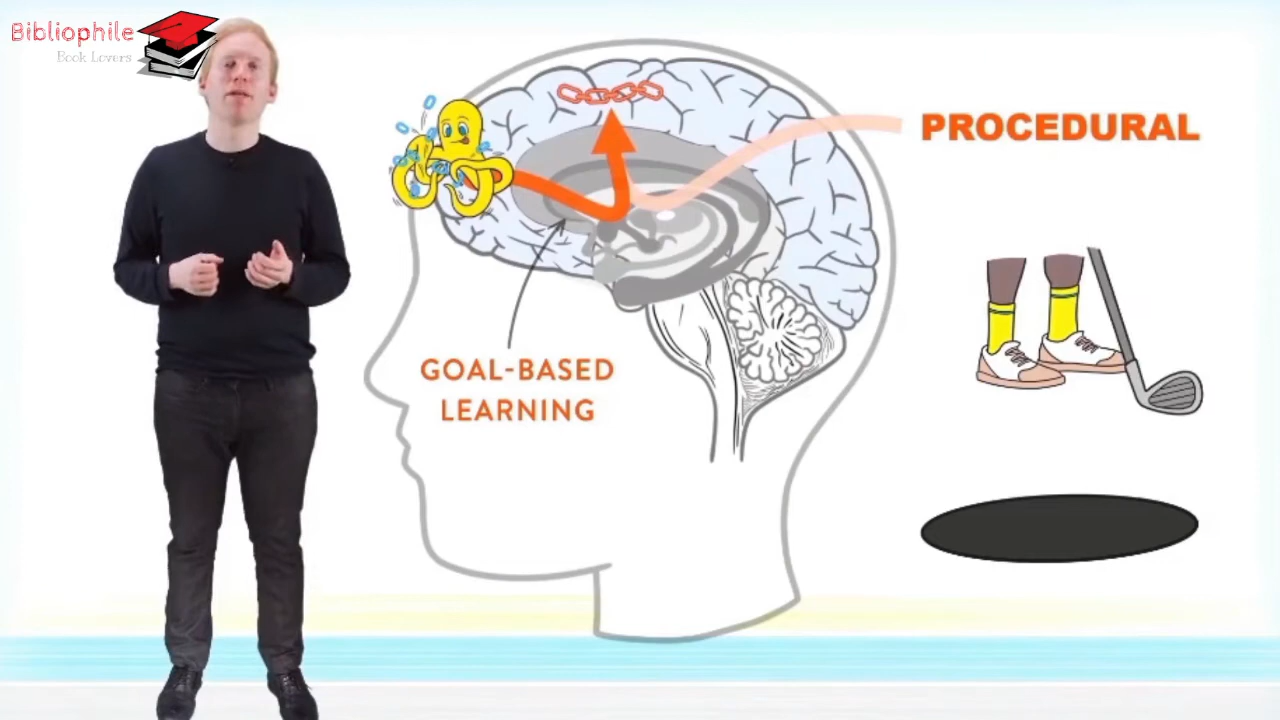 Bibliophile
Book Lovers
PROCEDURAL
GOAL-BASED
LEARNING